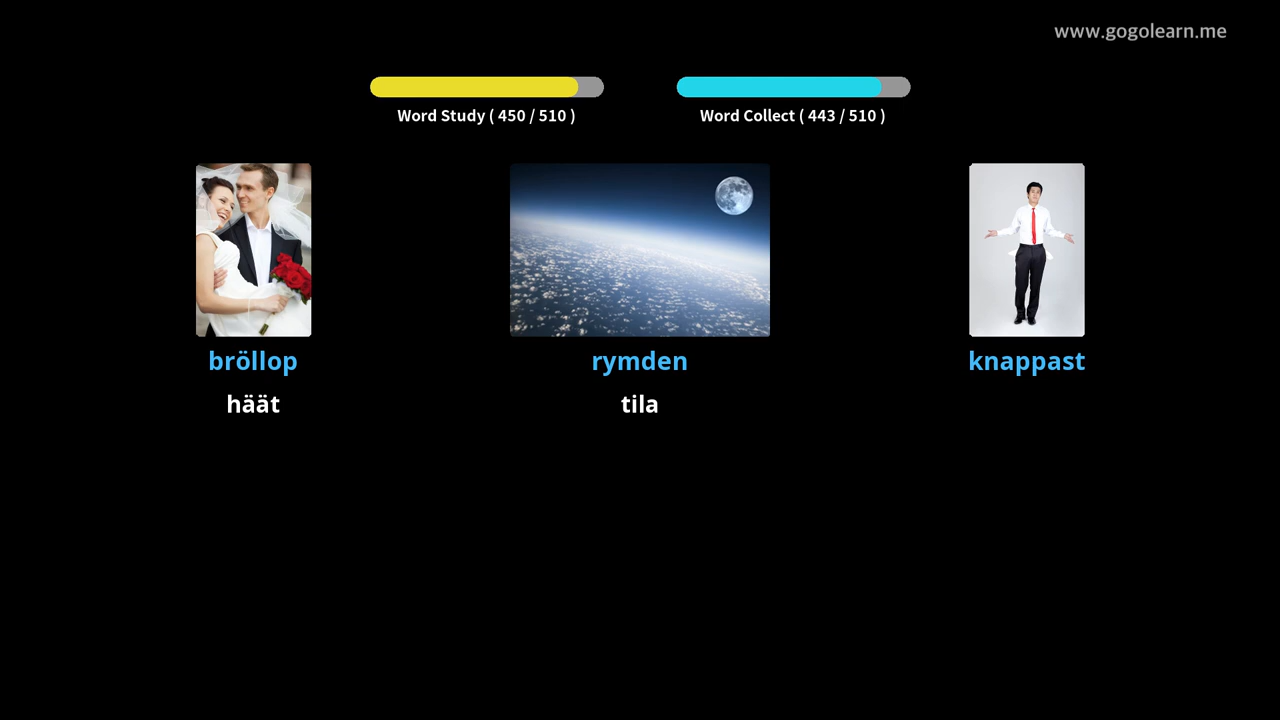 www.gogolearn.me
Word Study ( 450 / 510 )
Word Collect ( 443 / 510 )
bröllop
rymden
knappast
häät
tila